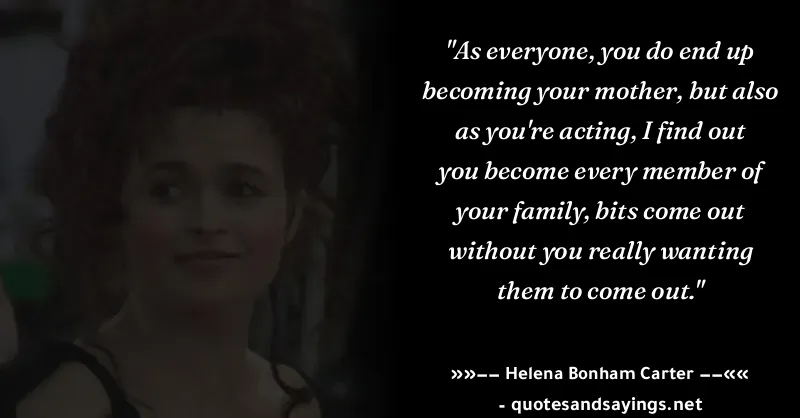 "As everyone, you do end up
becoming your mother, but also
as you're acting, I find out
you become every member of
your family, bits come out
without you really wanting
them to come out."
»»−− Helena Bonham Carter −−««
- quotesandsayings.net